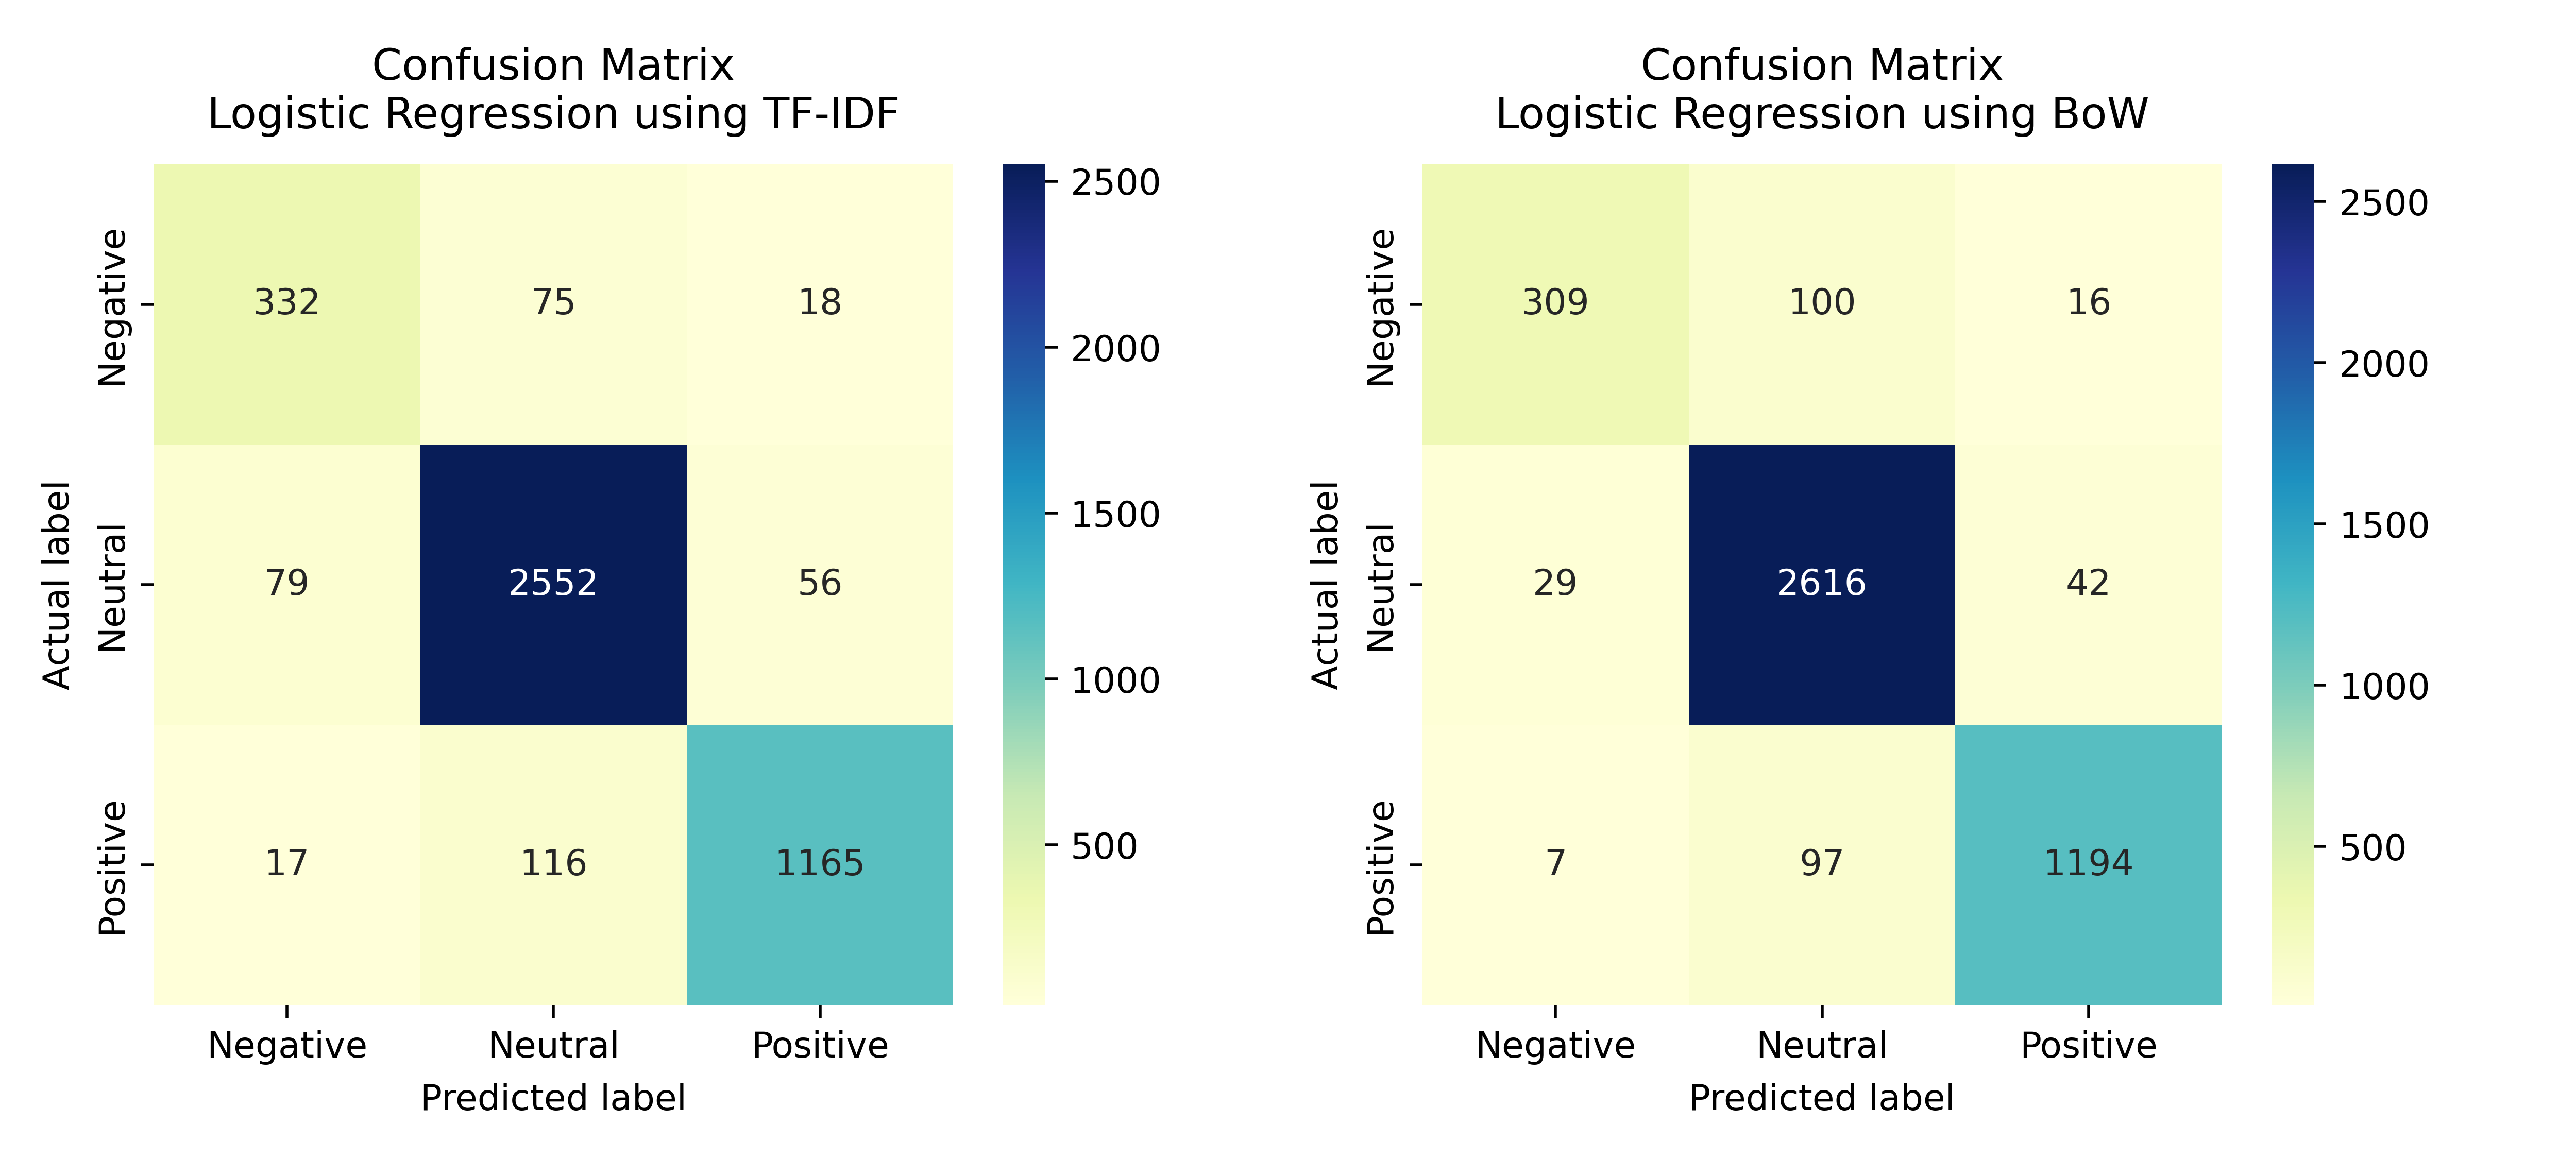 Confusion Matrix
Logistic Regression using TF-IDF
Actual label
Negative
Neutral
Positive
332 75 18
79 2552 56
17 116 1165
Negative Neutral Positive
Predicted label
2500
2000
1500
1000
500
Confusion Matrix
Logistic Regression using BoW
Actual label
Negative
Neutral
Positive
309 100 16
29 2616 42
7 97 1194
Negative Neutral Positive
Predicted label
2500
2000
1500
1000
500